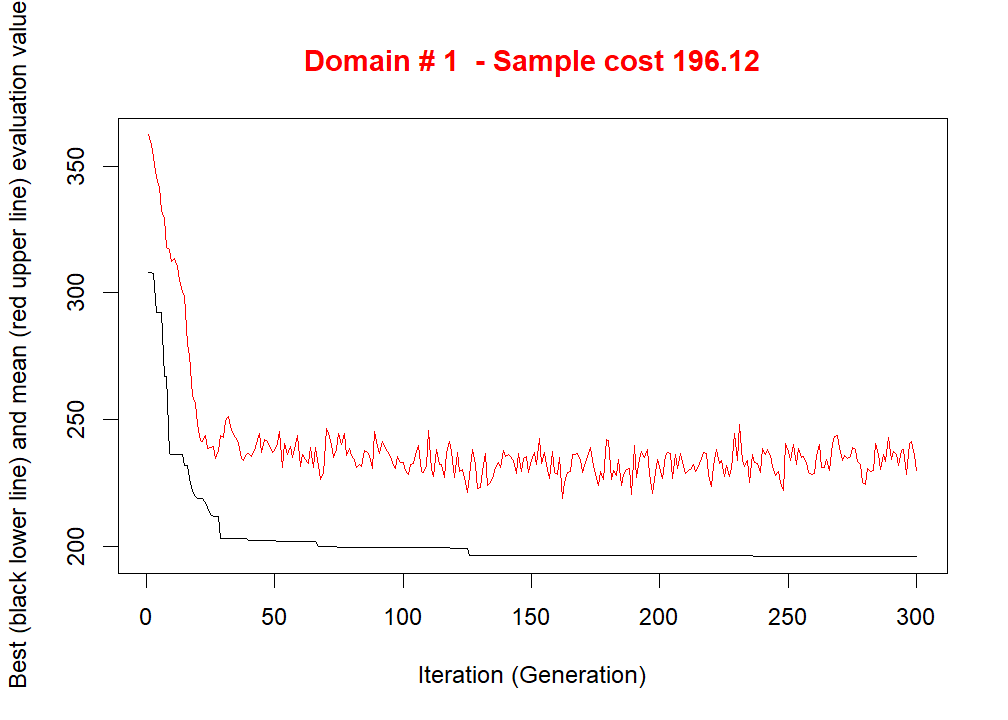 Domain # 1  - Sample cost 196.12
Best (black lower line) and mean (red upper line) evaluation value
350
300
250
200
0 50 100 150 200 250 300
Iteration (Generation)